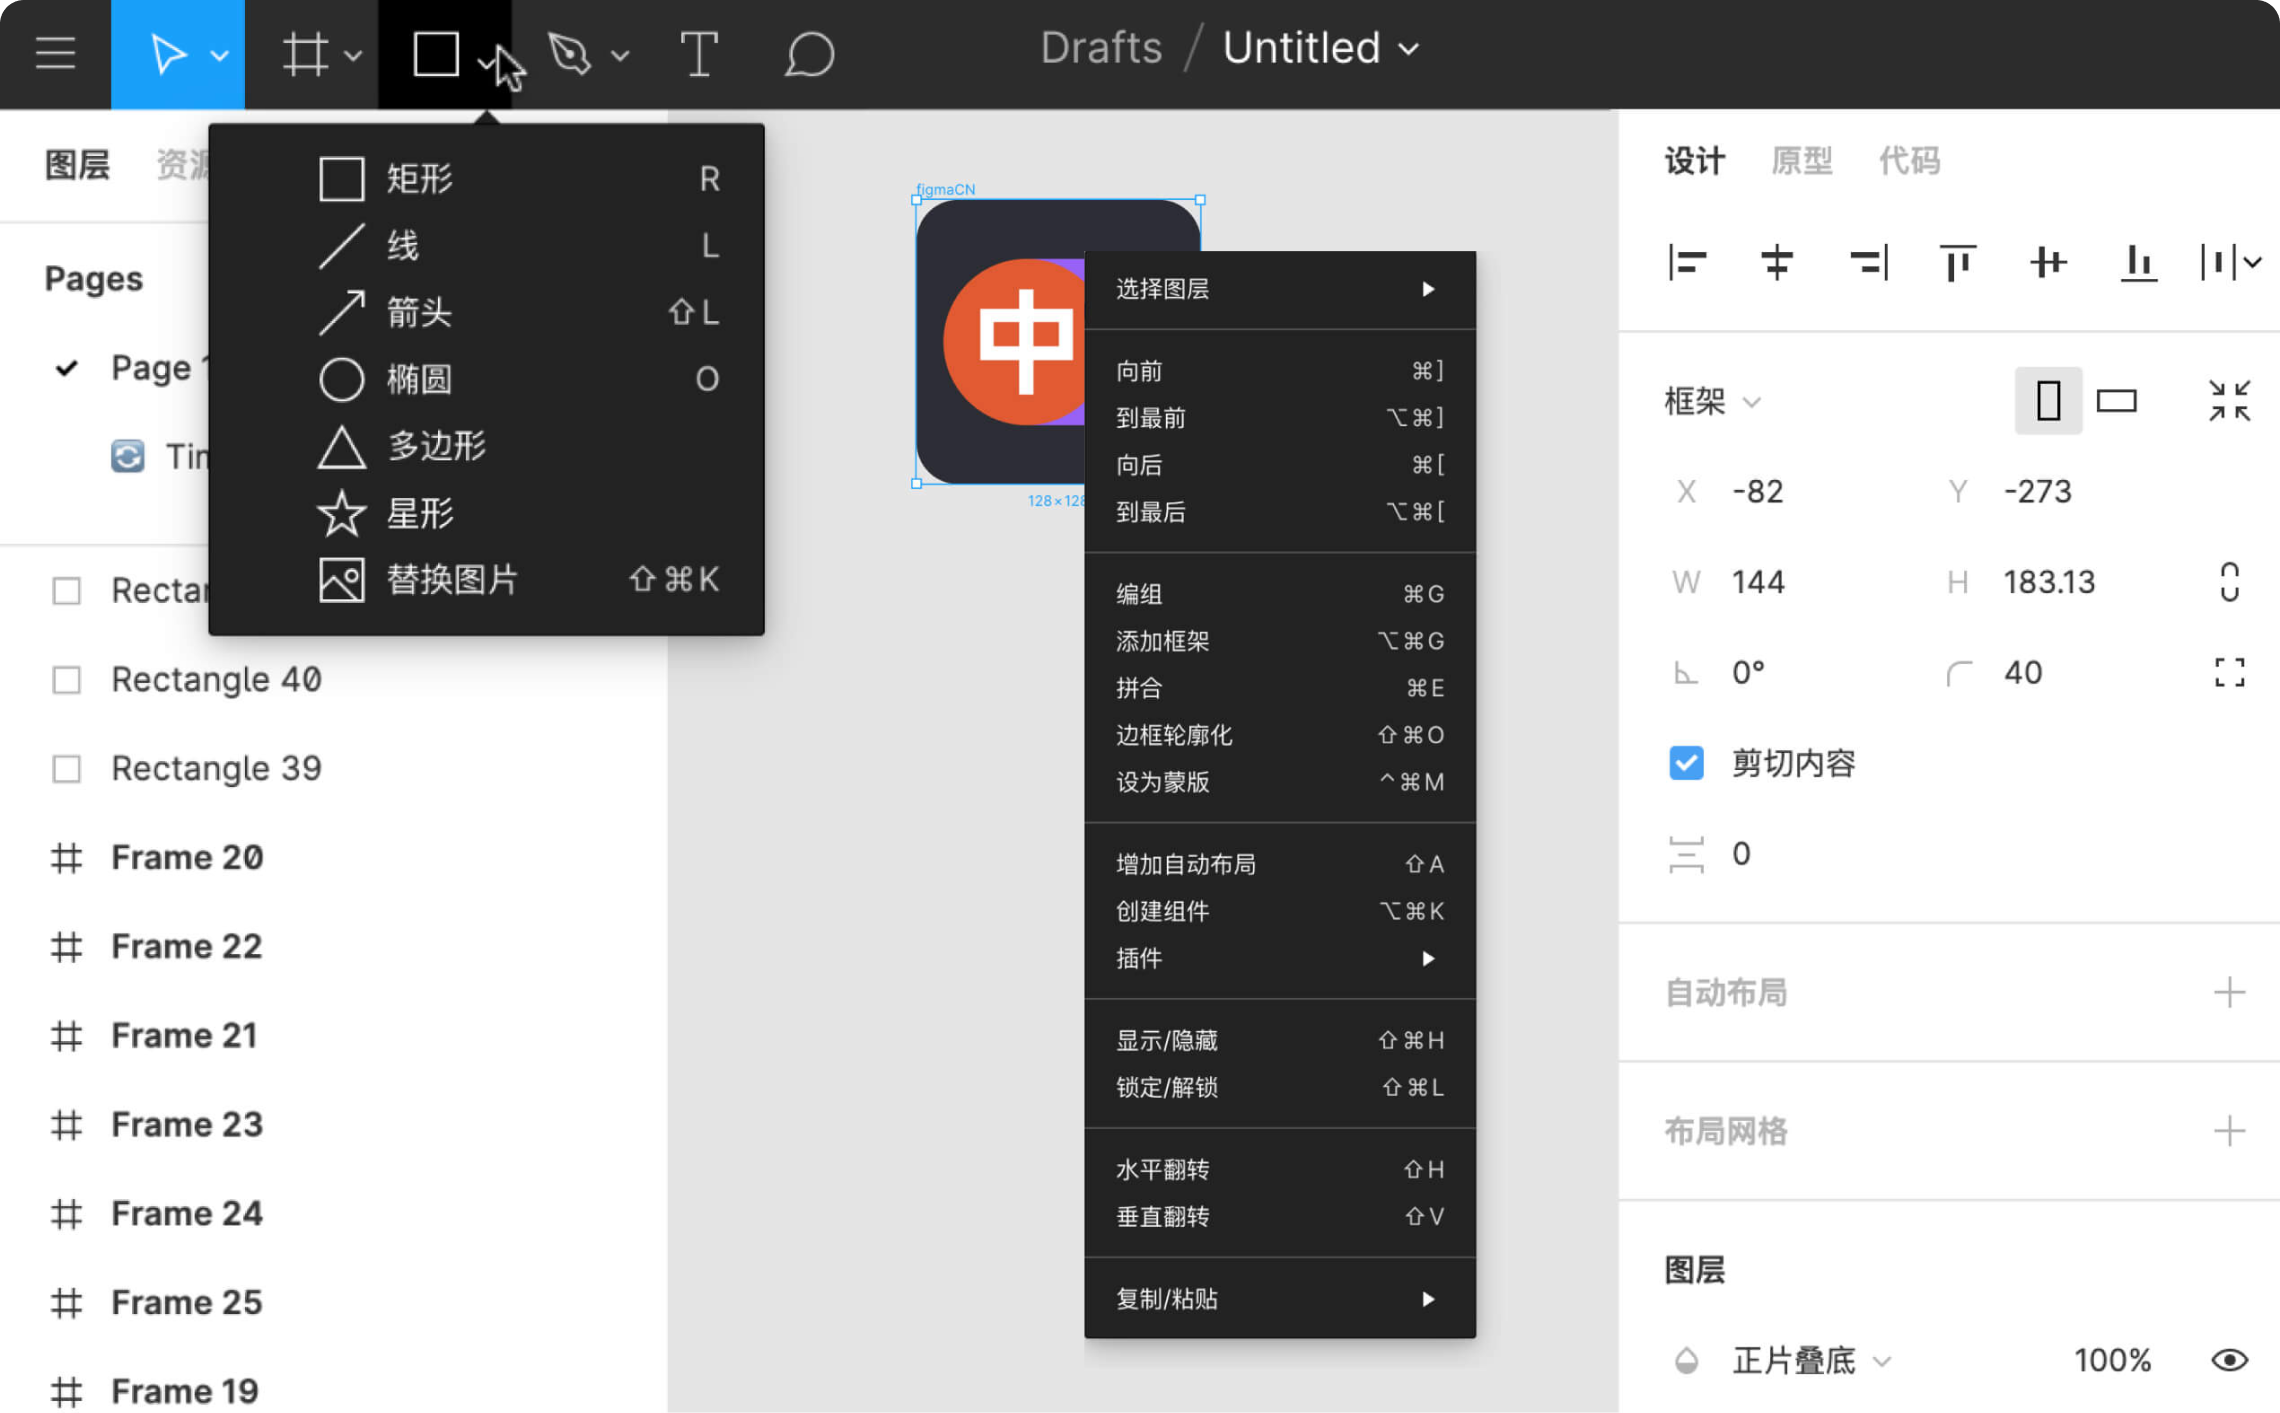 Drafts / Untitled
图层 资源
Pages
Page 1
Tin
Rectan
Rectangle 40
Rectangle 39
Frame 20
Frame 22
Frame 21
Frame 23
Frame 24
Frame 25
Frame 19
矩形 R
线 L
箭头 ⇧L
椭圆 O
多边形
星形
替换图片 ⇧⌘K
figmaCN
中
128×128
选择图层
向前 ⌘]
到最前 ⌥⌘]
向后 ⌘[
到最后 ⌥⌘[
编组 ⌘G
添加框架 ⌥⌘G
拼合 ⌘E
边框轮廓化 ⇧⌘O
设为蒙版 ^⌘M
增加自动布局 ⇧A
创建组件 ⌥⌘K
插件
显示/隐藏 ⇧⌘H
锁定/解锁 ⇧⌘L
水平翻转 ⇧H
垂直翻转 ⇧V
复制/粘贴
设计 原型 代码
框架
X -82 Y -273
W 144 H 183.13
0° 40
剪切内容
0
自动布局
布局网格
图层
正片叠底 100%